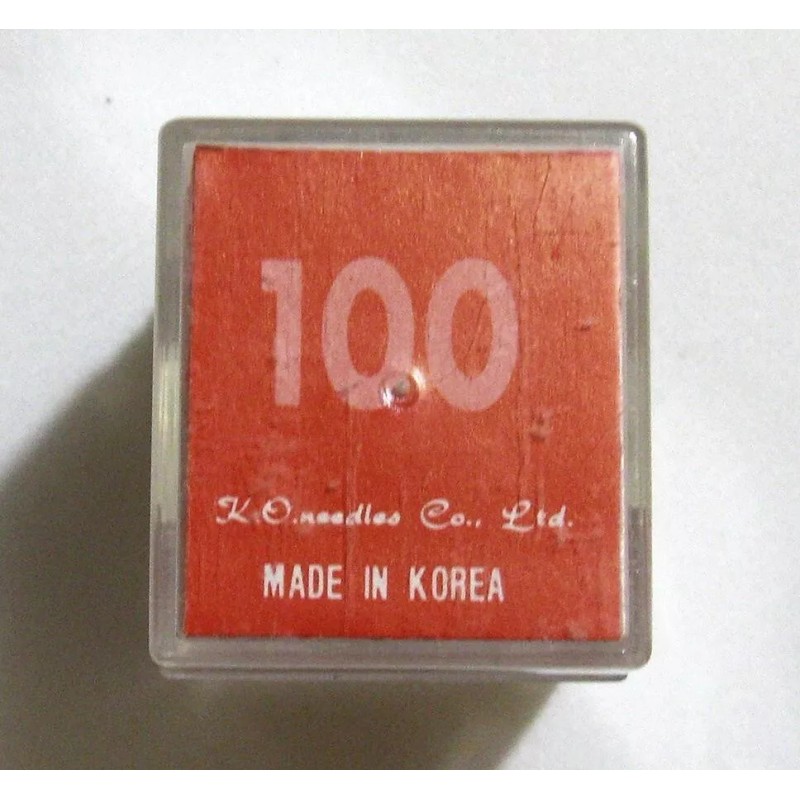 100
K.O.needles Co., Ltd.
MADE IN KOREA